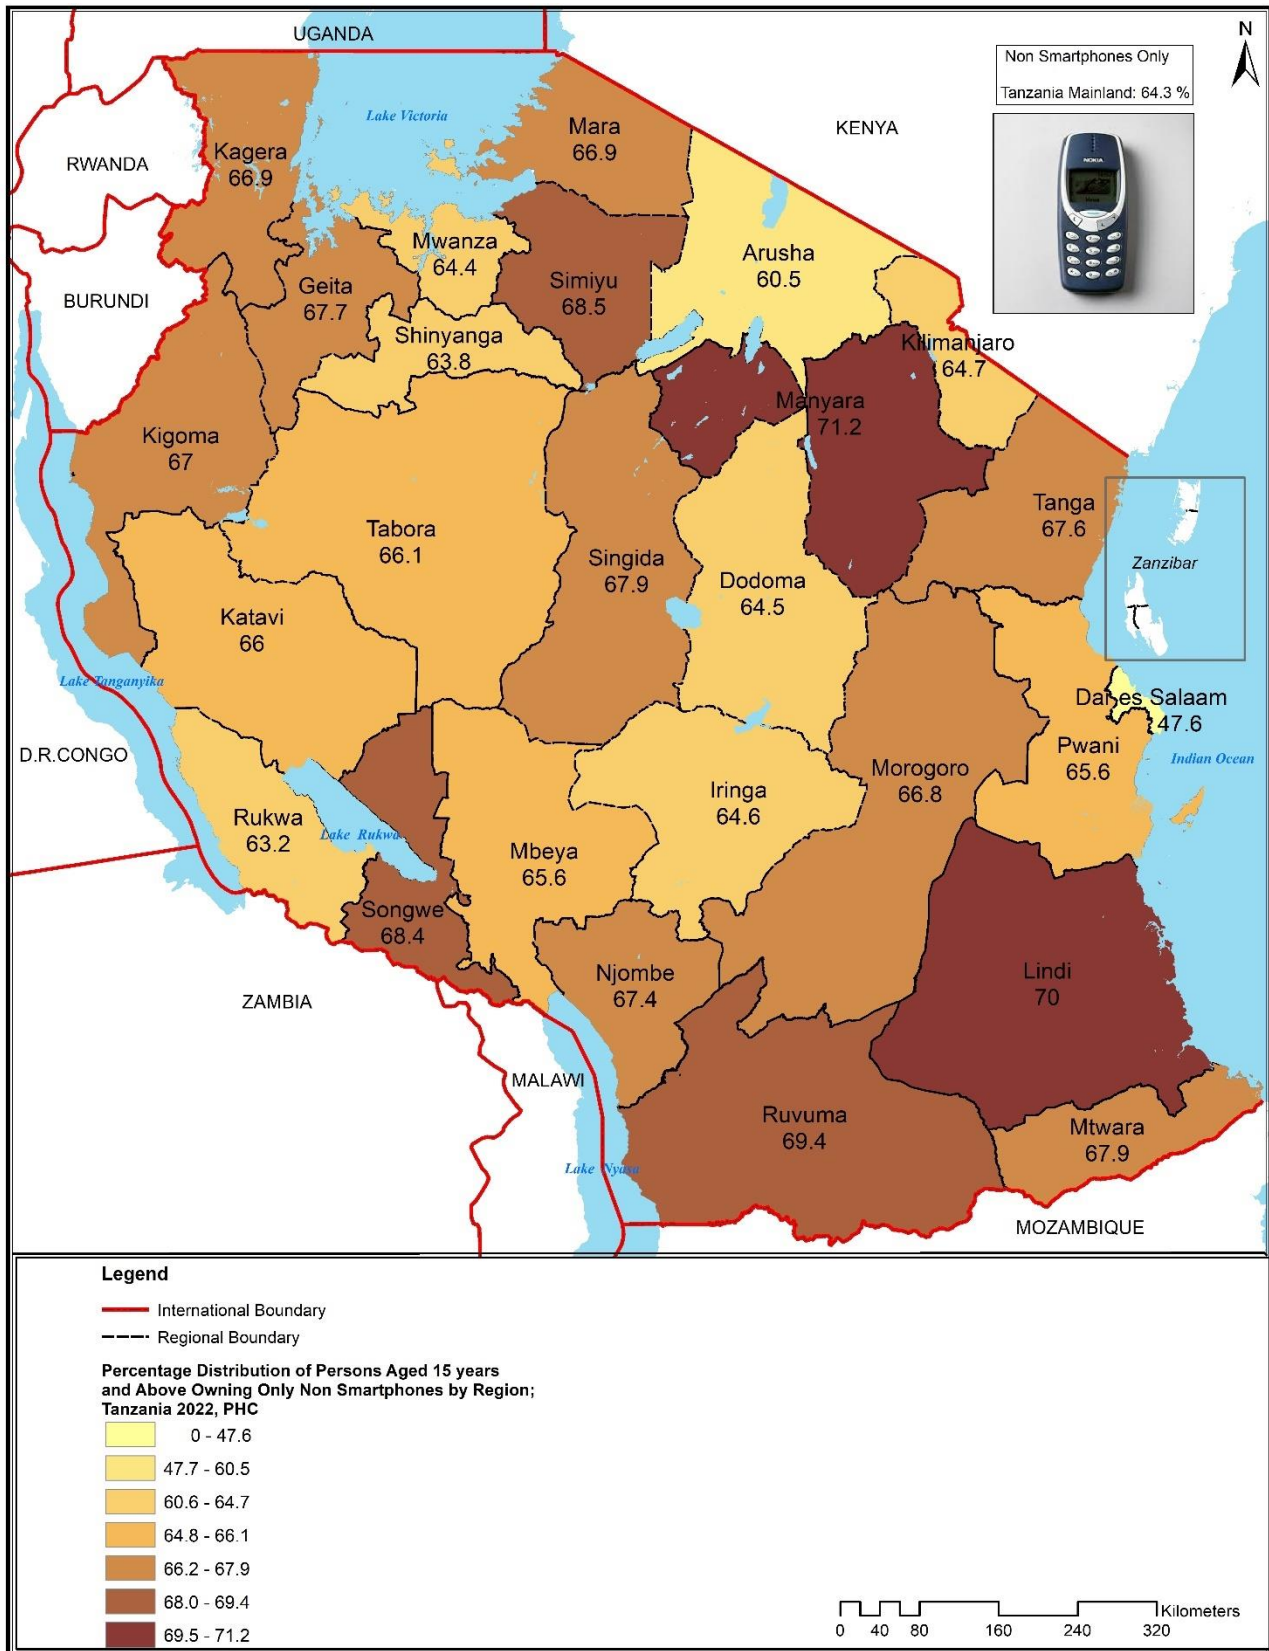 UGANDA
N
Non Smartphones Only
Tanzania Mainland: 64.3 %
Lake Victoria
KENYA
RWANDA
Mara
66.9
Kagera
66.9
NOKIA
Mwanza
64.4
Arusha
60.5
BURUNDI
Geita
67.7
Simiyu
68.5
Shinyanga
63.8
Kilimanjaro
64.7
Manyara
71.2
Kigoma
67
Tanga
67.6
Tabora
66.1
Singida
67.9
Zanzibar
Dodoma
64.5
Katavi
66
Lake Tanganyika
Dar es Salaam
47.6
D.R.CONGO
Pwani
65.6
Indian Ocean
Morogoro
66.8
Iringa
64.6
Rukwa
63.2
Lake Rukwa
Mbeya
65.6
Songwe
68.4
Njombe
67.4
Lindi
70
ZAMBIA
MALAWI
Ruvuma
69.4
Mtwara
67.9
Lake Nyasa
MOZAMBIQUE
Legend
International Boundary
Regional Boundary
Percentage Distribution of Persons Aged 15 years
and Above Owning Only Non Smartphones by Region;
Tanzania 2022, PHC
0 - 47.6
47.7 - 60.5
60.6 - 64.7
64.8 - 66.1
66.2 - 67.9
68.0 - 69.4
69.5 - 71.2
Kilometers
0 40 80 160 240 320